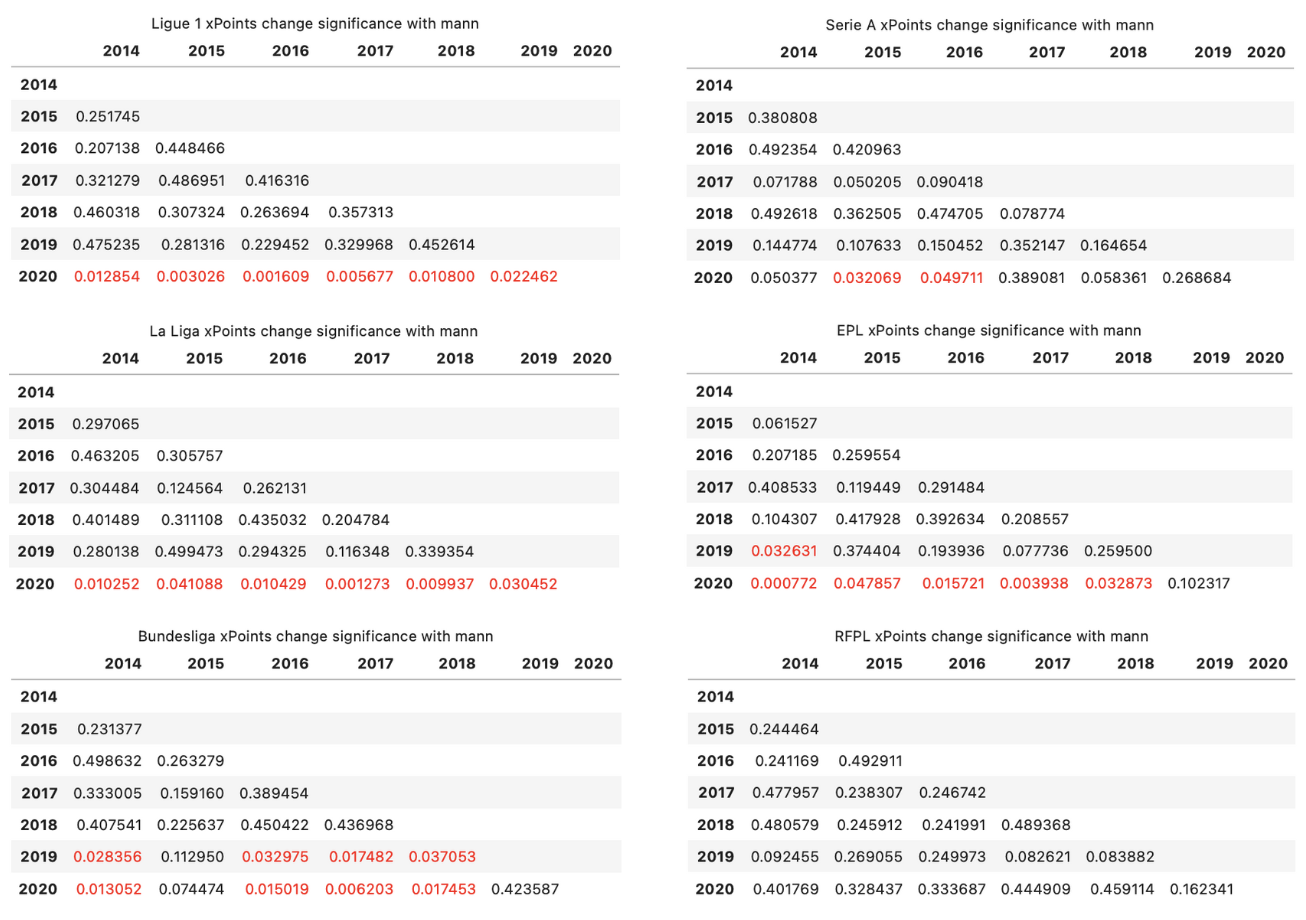 Ligue 1 xPoints change significance with mann
2014 2015 2016 2017 2018 2019 2020
2014
2015 0.251745
2016 0.207138 0.448466
2017 0.321279 0.486951 0.416316
2018 0.460318 0.307324 0.263694 0.357313
2019 0.475235 0.281316 0.229452 0.329968 0.452614
2020 0.012854 0.003026 0.001609 0.005677 0.010800 0.022462
Serie A xPoints change significance with mann
2014 2015 2016 2017 2018 2019 2020
2014
2015 0.380808
2016 0.492354 0.420963
2017 0.071788 0.050205 0.090418
2018 0.492618 0.362505 0.474705 0.078774
2019 0.144774 0.107633 0.150452 0.352147 0.164654
2020 0.050377 0.032069 0.049711 0.389081 0.058361 0.268684
La Liga xPoints change significance with mann
2014 2015 2016 2017 2018 2019 2020
2014
2015 0.297065
2016 0.463205 0.305757
2017 0.304484 0.124564 0.262131
2018 0.401489 0.311108 0.435032 0.204784
2019 0.280138 0.499473 0.294325 0.116348 0.339354
2020 0.010252 0.041088 0.010429 0.001273 0.009937 0.030452
EPL xPoints change significance with mann
2014 2015 2016 2017 2018 2019 2020
2014
2015 0.061527
2016 0.207185 0.259554
2017 0.408533 0.119449 0.291484
2018 0.104307 0.417928 0.392634 0.208557
2019 0.032631 0.374404 0.193936 0.077736 0.259500
2020 0.000772 0.047857 0.015721 0.003938 0.032873 0.102317
Bundesliga xPoints change significance with mann
2014 2015 2016 2017 2018 2019 2020
2014
2015 0.231377
2016 0.498632 0.263279
2017 0.333005 0.159160 0.389454
2018 0.407541 0.225637 0.450422 0.436968
2019 0.028356 0.112950 0.032975 0.017482 0.037053
2020 0.013052 0.074474 0.015019 0.006203 0.017453 0.423587
RFPL xPoints change significance with mann
2014 2015 2016 2017 2018 2019 2020
2014
2015 0.244464
2016 0.241169 0.492911
2017 0.477957 0.238307 0.246742
2018 0.480579 0.245912 0.241991 0.489368
2019 0.092455 0.269055 0.249973 0.082621 0.083882
2020 0.401769 0.328437 0.333687 0.444909 0.459114 0.162341